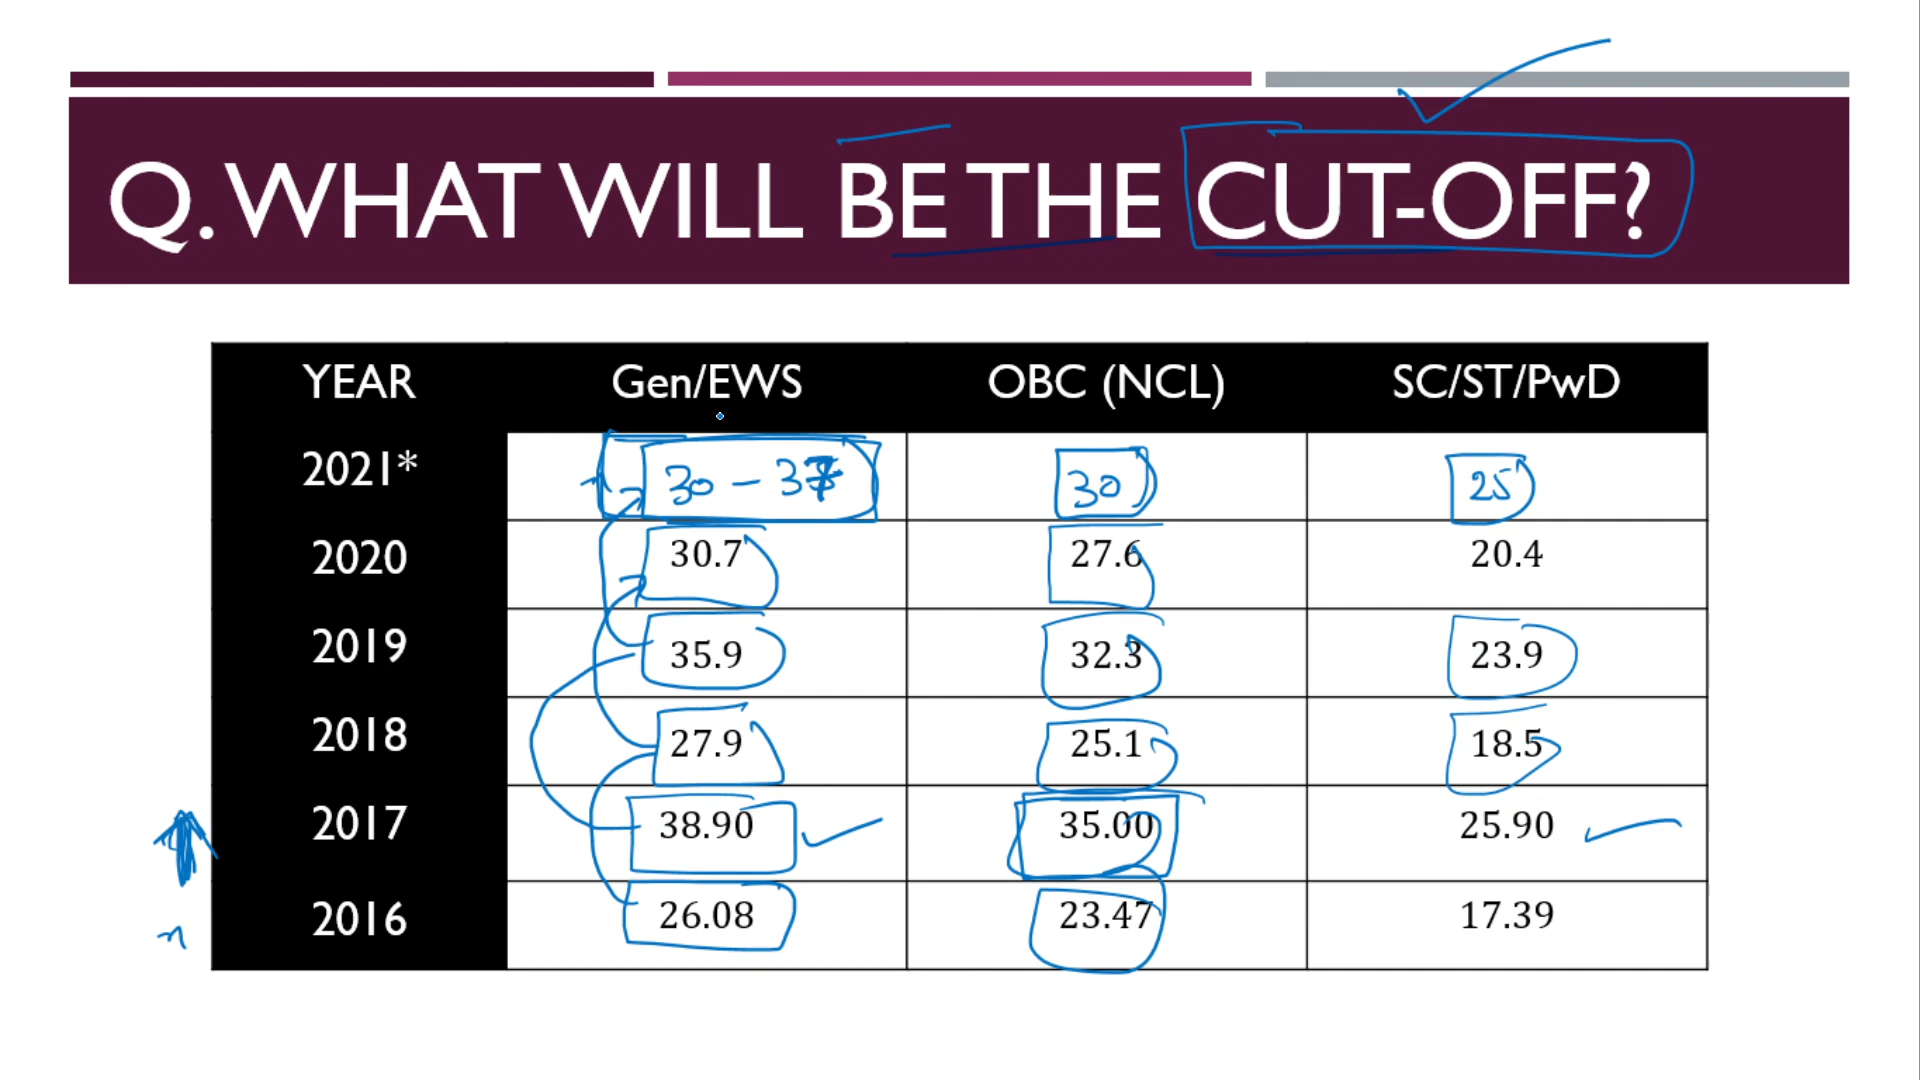 Q. WHAT WILL BE THE CUT-OFF?
YEAR Gen/EWS OBC (NCL) SC/ST/PwD
2021* 30 - 37 30 25
2020 30.7 27.6 20.4
2019 35.9 32.3 23.9
2018 27.9 25.1 18.5
2017 38.90 35.00 25.90
2016 26.08 23.47 17.39